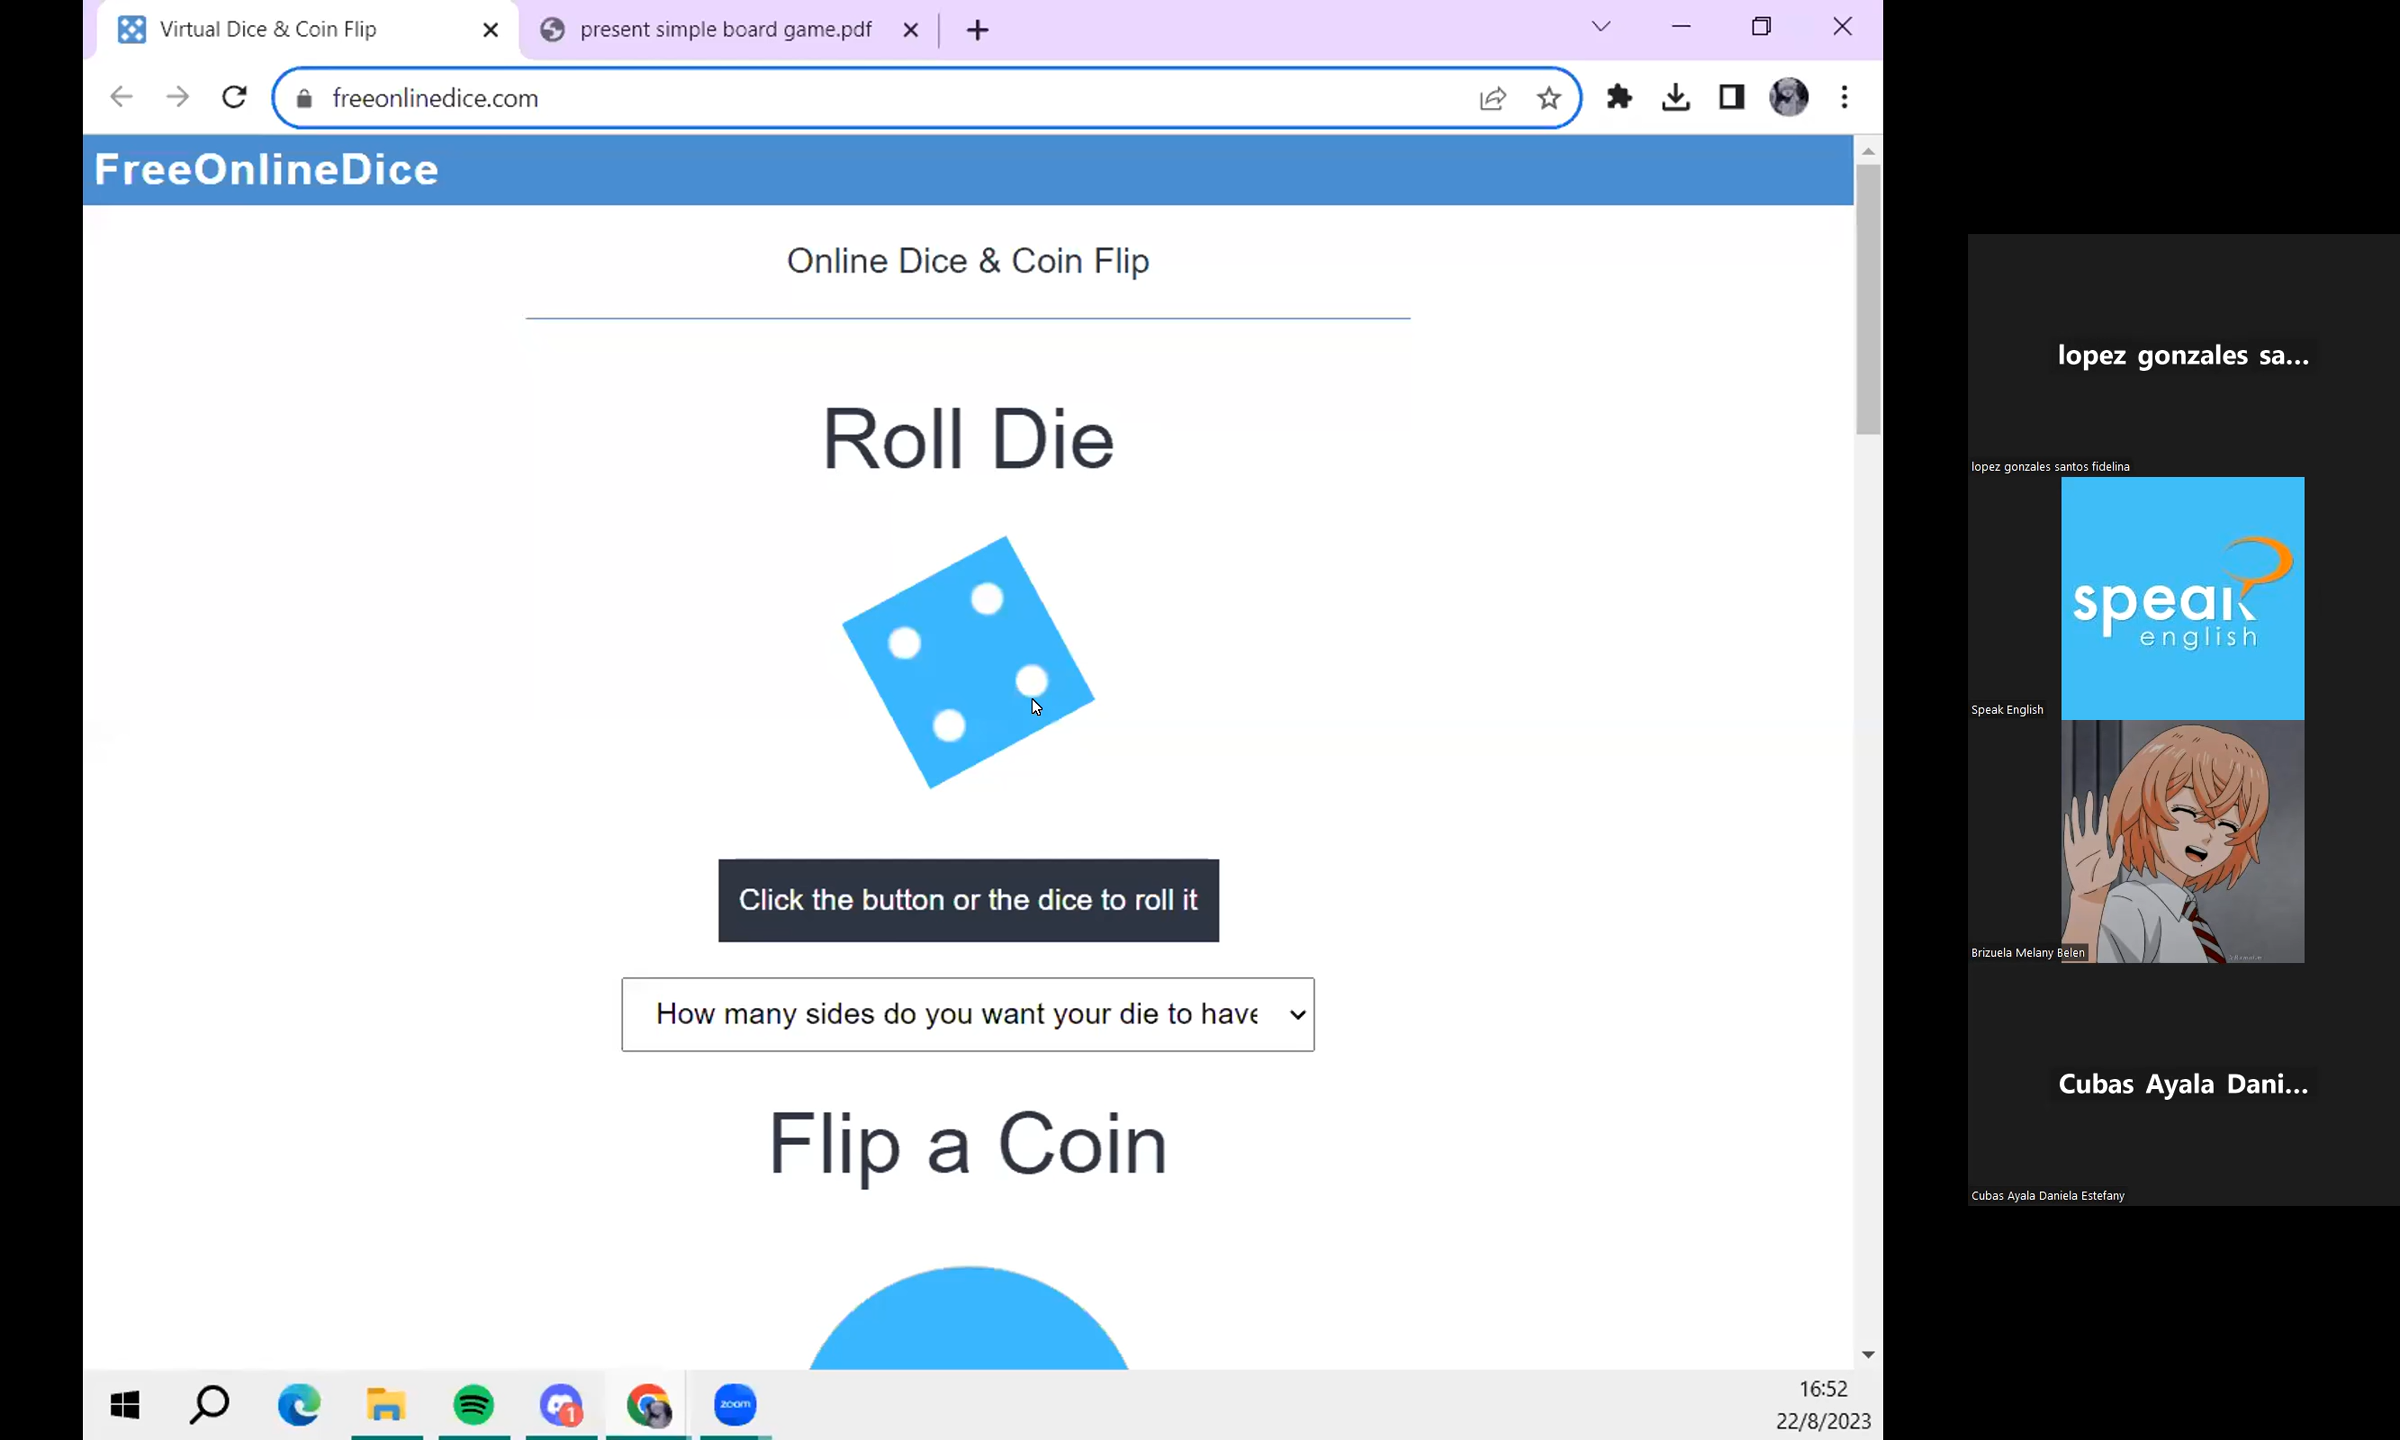 Virtual Dice & Coin Flip
present simple board game.pdf
freeonlinedice.com
FreeOnlineDice
Online Dice & Coin Flip
Roll Die
Click the button or the dice to roll it
How many sides do you want your die to have
Flip a Coin
zoom
1
16:52
22/8/2023
lopez gonzales sa...
lopez gonzales santos fidelina
speak
english
Speak English
Brizuela Melany Belen
Cubas Ayala Dani...
Cubas Ayala Daniela Estefany